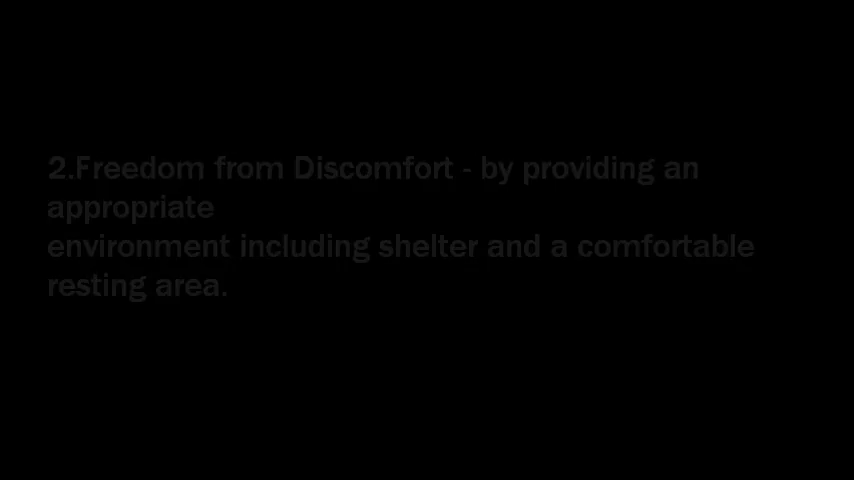 2.Freedom from Discomfort - by providing an
appropriate
environment including shelter and a comfortable
resting area.